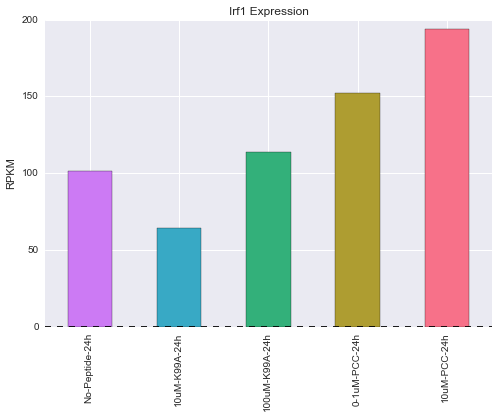 Irf1 Expression
RPKM
200
150
100
50
0
No-Peptide-24h
10uM-K99A-24h
100uM-K99A-24h
0-1uM-PCC-24h
10uM-PCC-24h